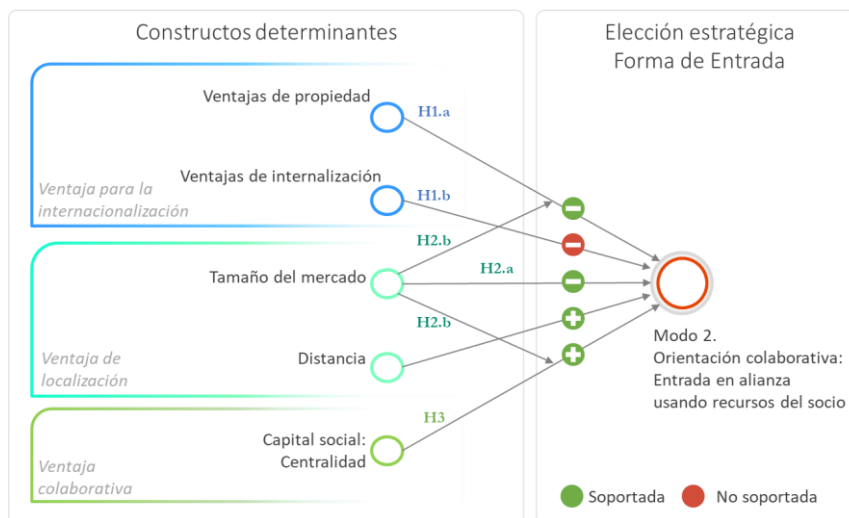 Constructos determinantes
Elección estratégica
Forma de Entrada
Ventajas de propiedad
H1.a
Ventajas de internalización
H1.b
Ventaja para la
internacionalización
H2.b
Tamaño del mercado
H2.a
H2.b
Distancia
Ventaja de
localización
Modo 2.
Orientación colaborativa:
Entrada en alianza
usando recursos del socio
H3
Capital social:
Centralidad
Ventaja
colaborativa
Soportada
No soportada